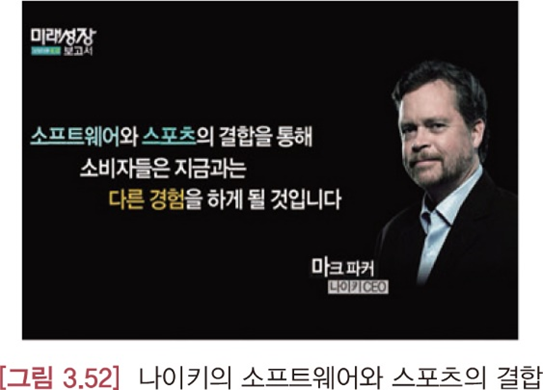 미래성장
보고서
소프트웨어와 스포츠의 결합을 통해
소비자들은 지금과는
다른 경험을 하게 될 것입니다
마크 파커
나이키 CEO
[그림 3.52] 나이키의 소프트웨어와 스포츠의 결합